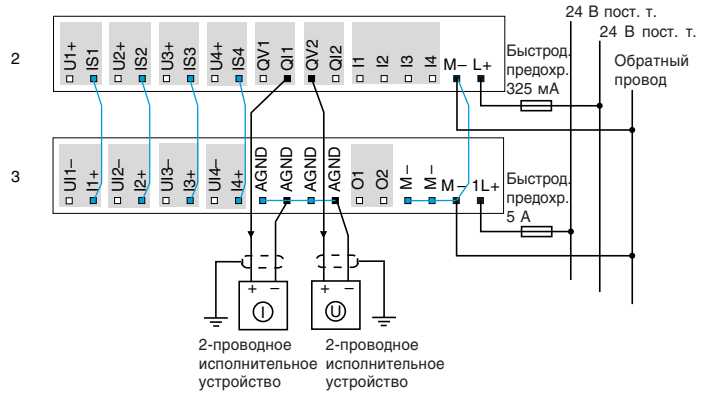 24 В пост. т.
24 В пост. т.
Обратный
провод
2
U1+ IS1 U2+ IS2 U3+ IS3 U4+ IS4 QV1 QI1 QV2 QI2 I1 I2 I3 I4 M– L+
Быстрод.
предохр.
325 мА
3
UI1– I1+ UI2– I2+ UI3– I3+ UI4– I4+ AGND AGND AGND AGND O1 O2 M– M– M– 1L+
Быстрод.
предохр.
5 А
+ – + –
I U
2-проводное
исполнительное
устройство
2-проводное
исполнительное
устройство